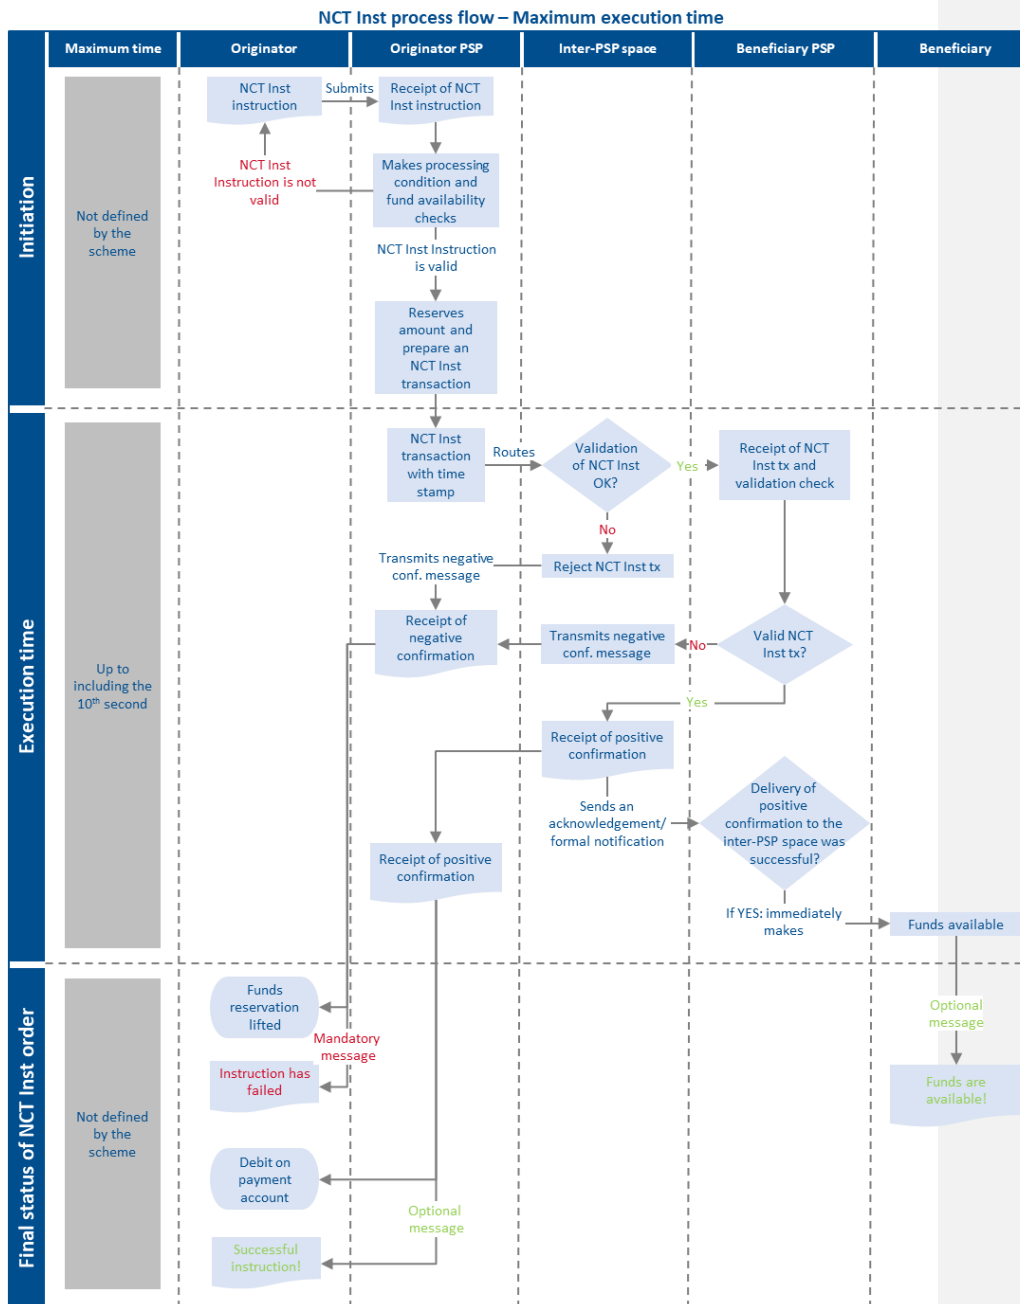 NCT Inst process flow – Maximum execution time
Maximum time
Originator
Originator PSP
Inter-PSP space
Beneficiary PSP
Beneficiary
Initiation
Not defined
by the
scheme
NCT Inst
instruction
Submits
Receipt of NCT
Inst instruction
NCT Inst
Instruction is not
valid
Makes processing
condition and
fund availability
checks
NCT Inst Instruction
is valid
Reserves
amount and
prepare an
NCT Inst
transaction
Execution time
Up to
including the
10th second
NCT Inst
transaction
with time
stamp
Routes
Validation
of NCT Inst
OK?
Yes
Receipt of NCT
Inst tx and
validation check
No
Transmits negative
conf. message
Reject NCT Inst tx
Receipt of
negative
confirmation
Transmits negative
conf. message
No
Valid NCT
Inst tx?
Yes
Receipt of positive
confirmation
Sends an
acknowledgement/
formal notification
Delivery of
positive
confirmation to the
inter-PSP space was
successful?
Receipt of positive
confirmation
If YES: immediately
makes
Funds available
Final status of NCT Inst order
Not defined
by the
scheme
Funds
reservation
lifted
Mandatory
message
Instruction has
failed
Optional
message
Funds are
available!
Debit on
payment
account
Optional
message
Successful
instruction!